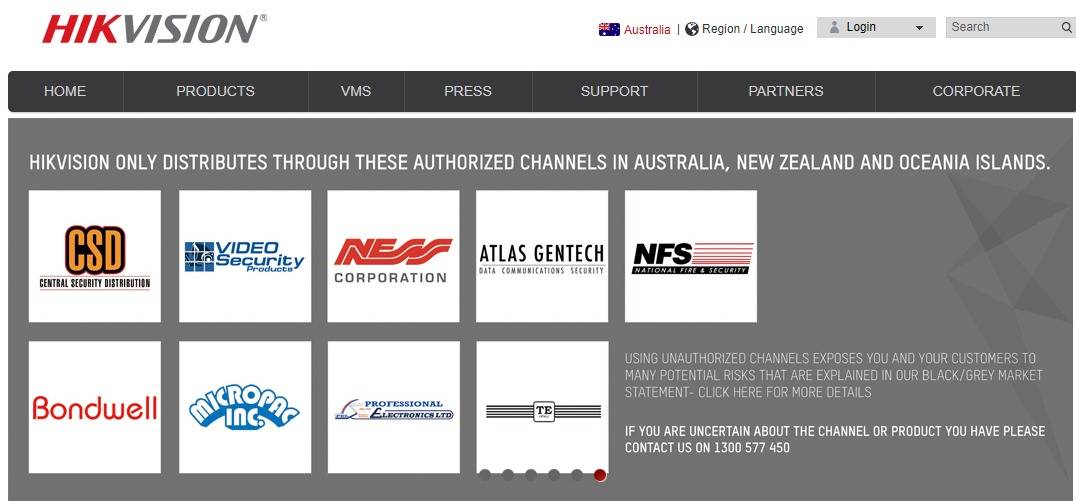 HIKVISION®
Australia | Region / Language
Login
Search
HOME PRODUCTS VMS PRESS SUPPORT PARTNERS CORPORATE
HIKVISION ONLY DISTRIBUTES THROUGH THESE AUTHORIZED CHANNELS IN AUSTRALIA, NEW ZEALAND AND OCEANIA ISLANDS.
CSD
CENTRAL SECURITY DISTRIBUTION
VIDEO
Security
Products
NESS
CORPORATION
ATLAS GENTECH
DATA COMMUNICATIONS SECURITY
NFS
NATIONAL FIRE & SECURITY
Bondwell
MICROPAC
INC.
PROFESSIONAL
ELECTRONICS LTD
TE
USING UNAUTHORIZED CHANNELS EXPOSES YOU AND YOUR CUSTOMERS TO
MANY POTENTIAL RISKS THAT ARE EXPLAINED IN OUR BLACK/GREY MARKET
STATEMENT- CLICK HERE FOR MORE DETAILS
IF YOU ARE UNCERTAIN ABOUT THE CHANNEL OR PRODUCT YOU HAVE PLEASE
CONTACT US ON 1300 577 450